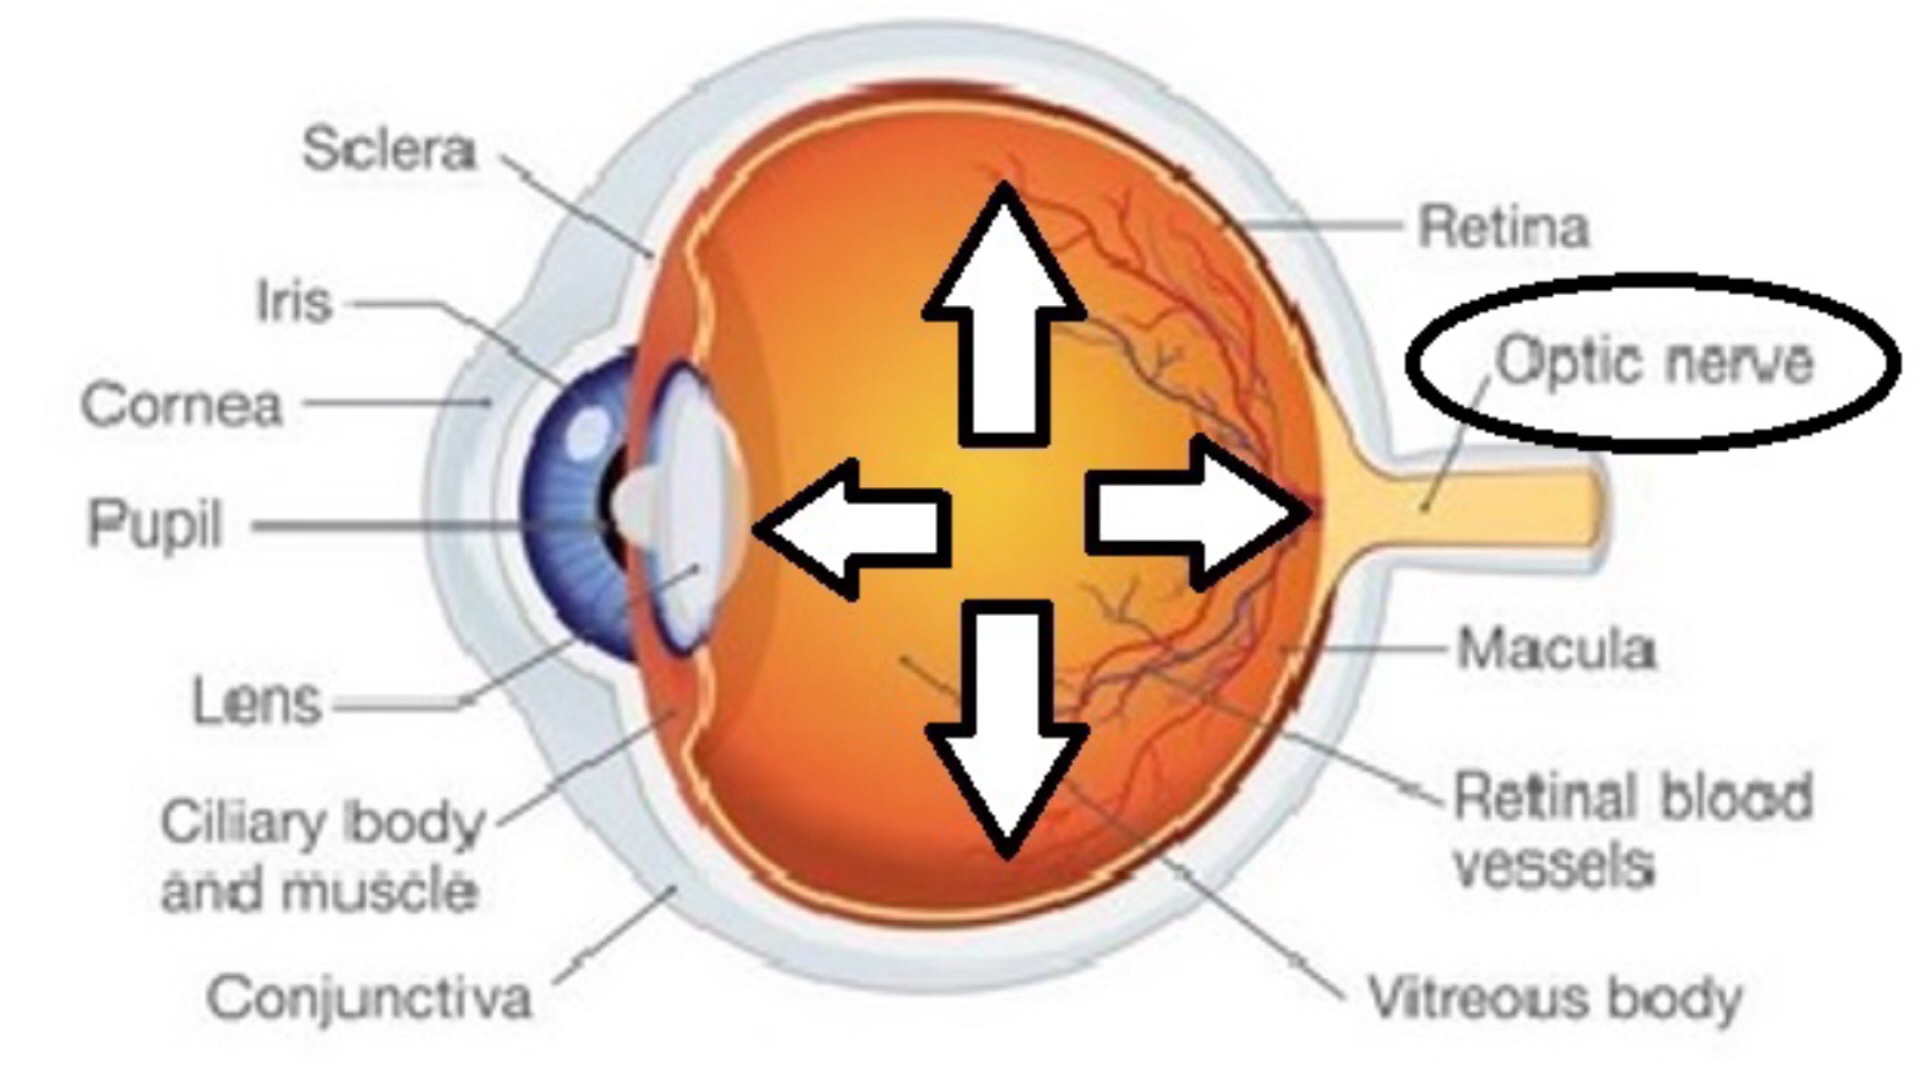 Sclera
Iris
Cornea
Pupil
Lens
Ciliary body
and muscle
Conjunctiva
Retina
Optic nerve
Macula
Retinal blood
vessels
Vitreous body